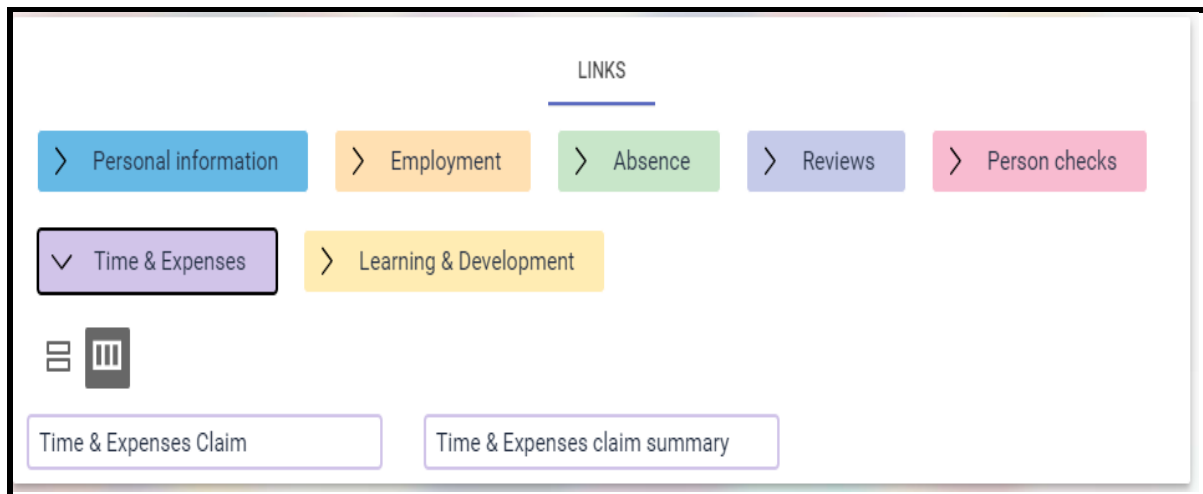 LINKS
Personal information Employment Absence Reviews Person checks
Time & Expenses Learning & Development
Time & Expenses Claim Time & Expenses claim summary